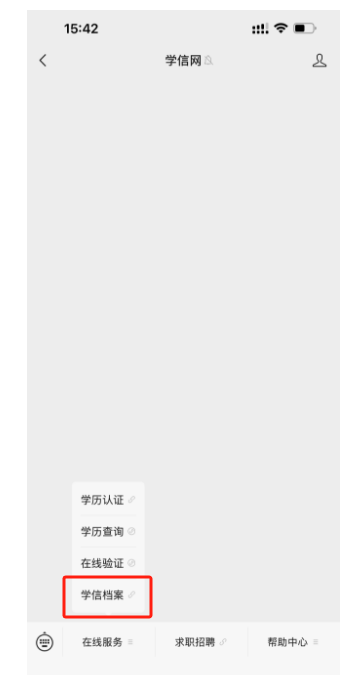 15:42
学信网
学历认证
学历查询
在线验证
学信档案
在线服务
求职招聘
帮助中心